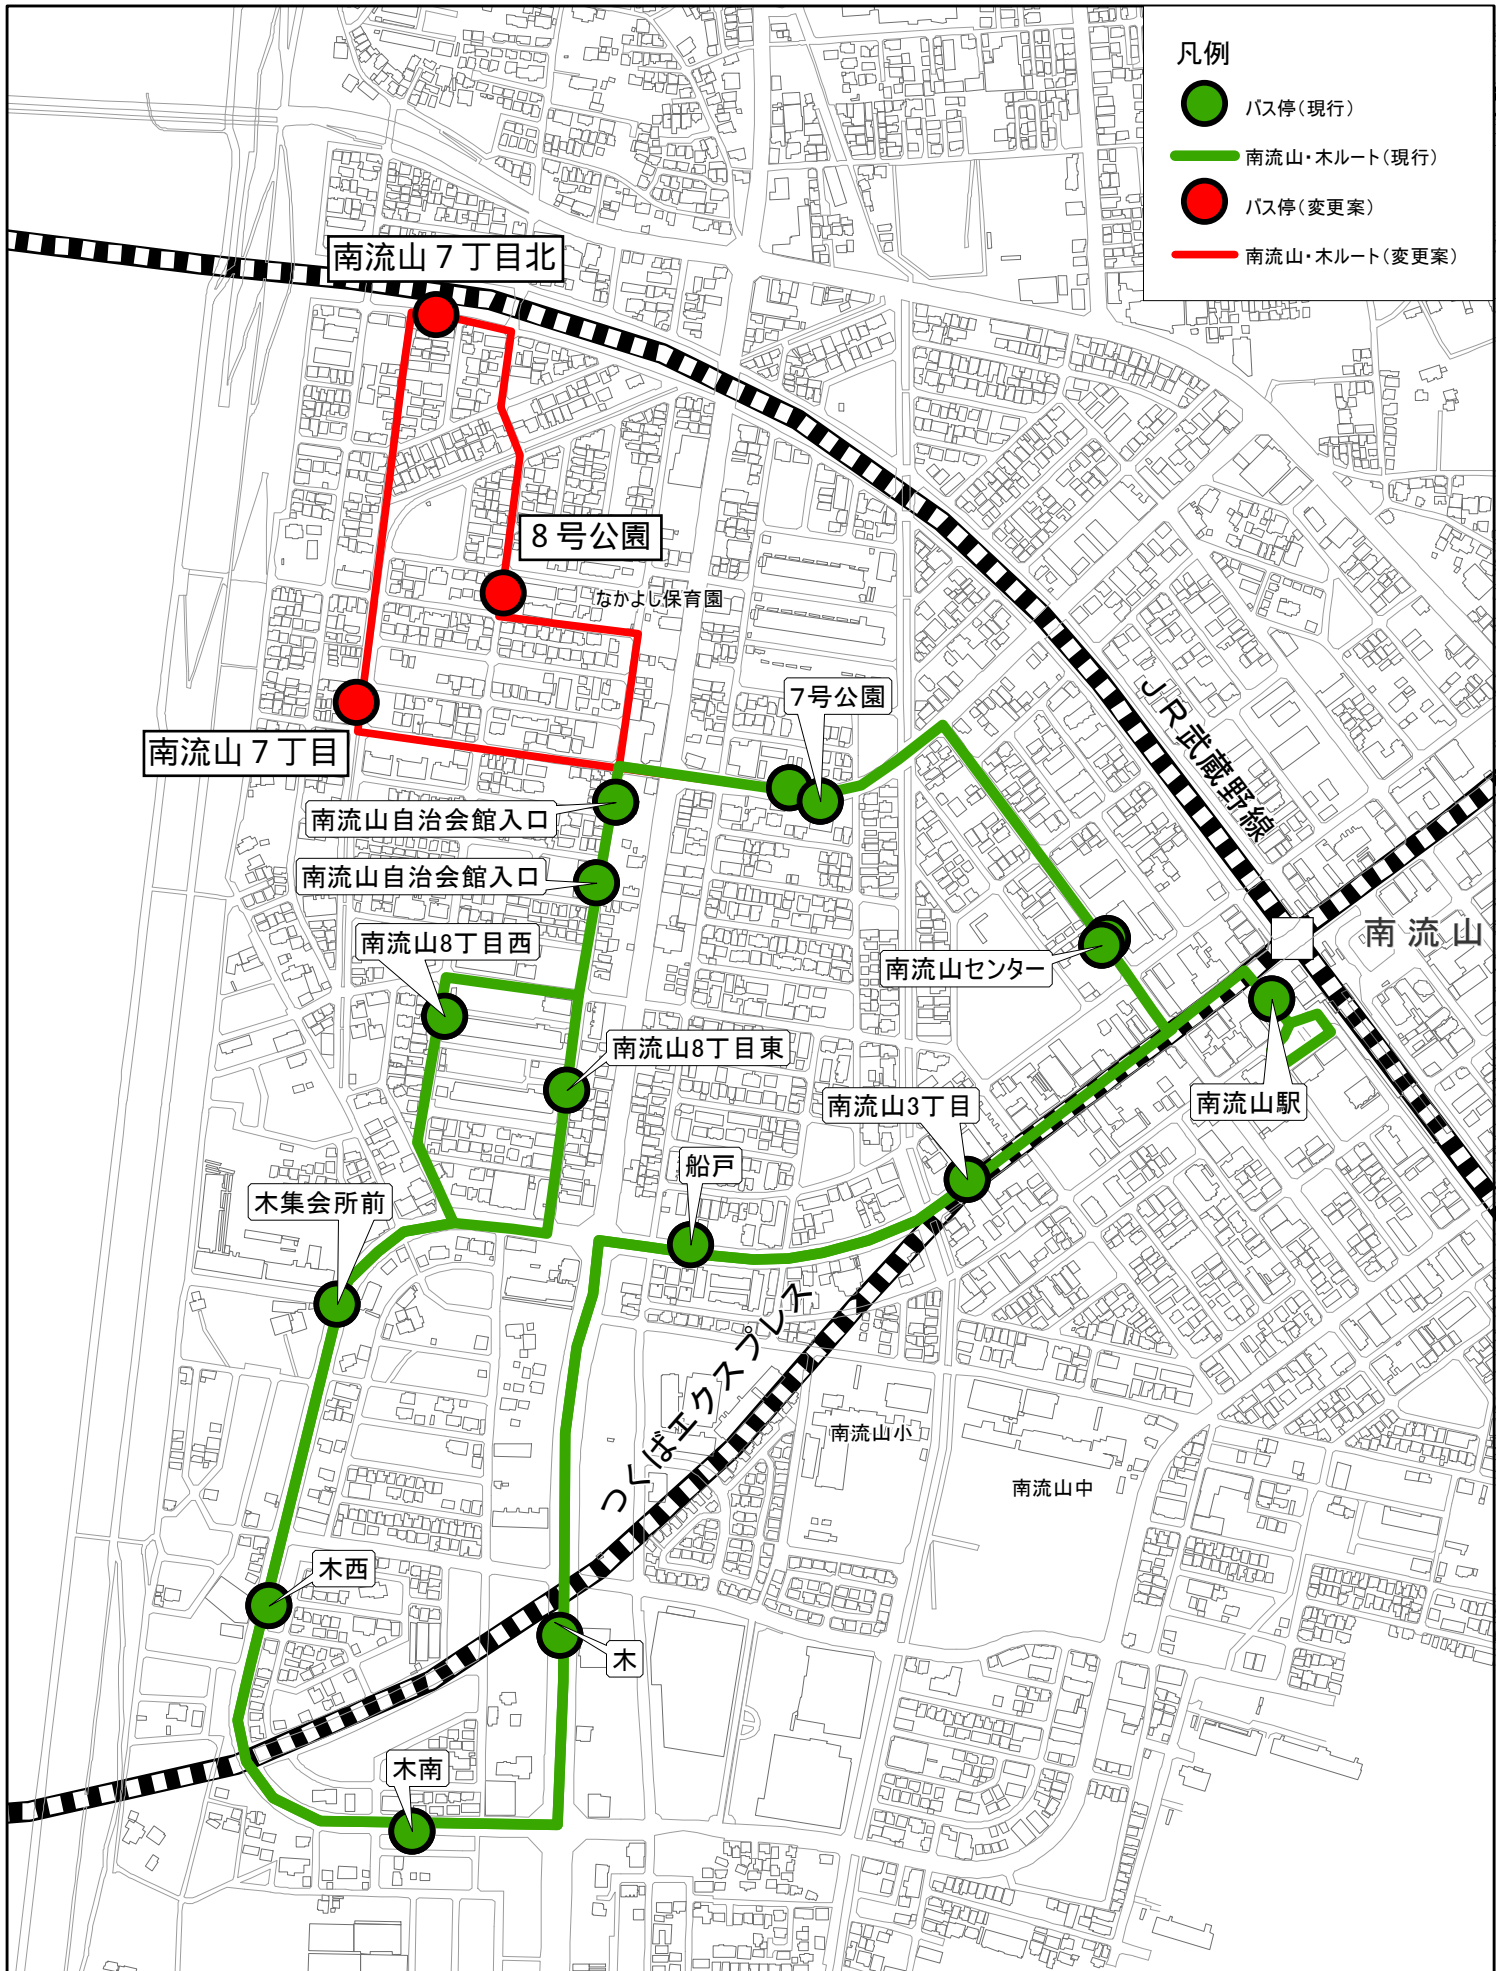 凡例
バス停（現行）
南流山・木ルート（現行）
バス停（変更案）
南流山・木ルート（変更案）
南流山７丁目北
８号公園
なかよし保育園
7号公園
JR武蔵野線
南流山７丁目
南流山自治会館入口
南流山自治会館入口
南流山
南流山8丁目西
南流山センター
南流山8丁目東
南流山3丁目
南流山駅
船戸
木集会所前
つくばエクスプレス
南流山小
南流山中
木西
木
木南